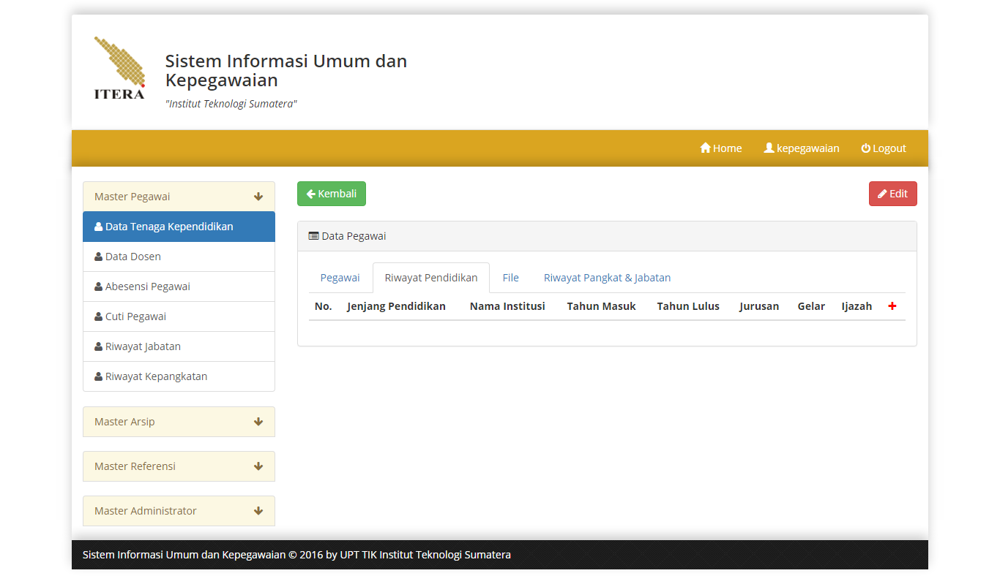 ITERA
Sistem Informasi Umum dan
Kepegawaian
"Institut Teknologi Sumatera"
Home kepegawaian Logout
Master Pegawai
Data Tenaga Kependidikan
Data Dosen
Abesensi Pegawai
Cuti Pegawai
Riwayat Jabatan
Riwayat Kepangkatan
Master Arsip
Master Referensi
Master Administrator
Kembali Edit
Data Pegawai
Pegawai Riwayat Pendidikan File Riwayat Pangkat & Jabatan
No. Jenjang Pendidikan Nama Institusi Tahun Masuk Tahun Lulus Jurusan Gelar Ijazah
Sistem Informasi Umum dan Kepegawaian © 2016 by UPT TIK Institut Teknologi Sumatera